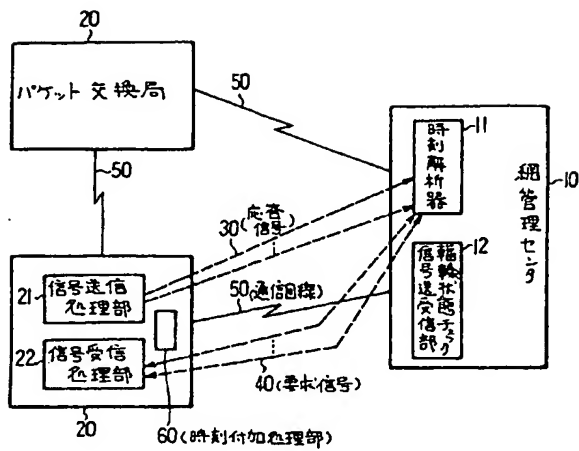 20
パケット交換局
50
50
11
時刻解析器
網管理センタ
10
30(応答信号)
12
輻輳状態チェック
信号送受信部
21
信号送信
処理部
50(通信回線)
22
信号受信
処理部
40(要求信号)
20
60(時刻付加処理部)